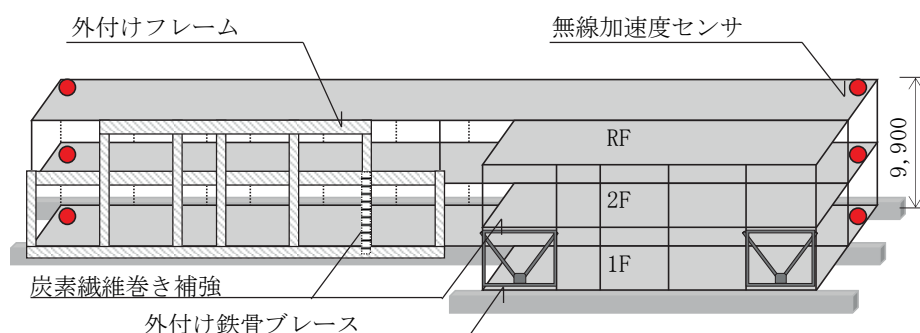 外付けフレーム
無線加速度センサ
RF
9,900
2F
1F
炭素繊維巻き補強
外付け鉄骨ブレース